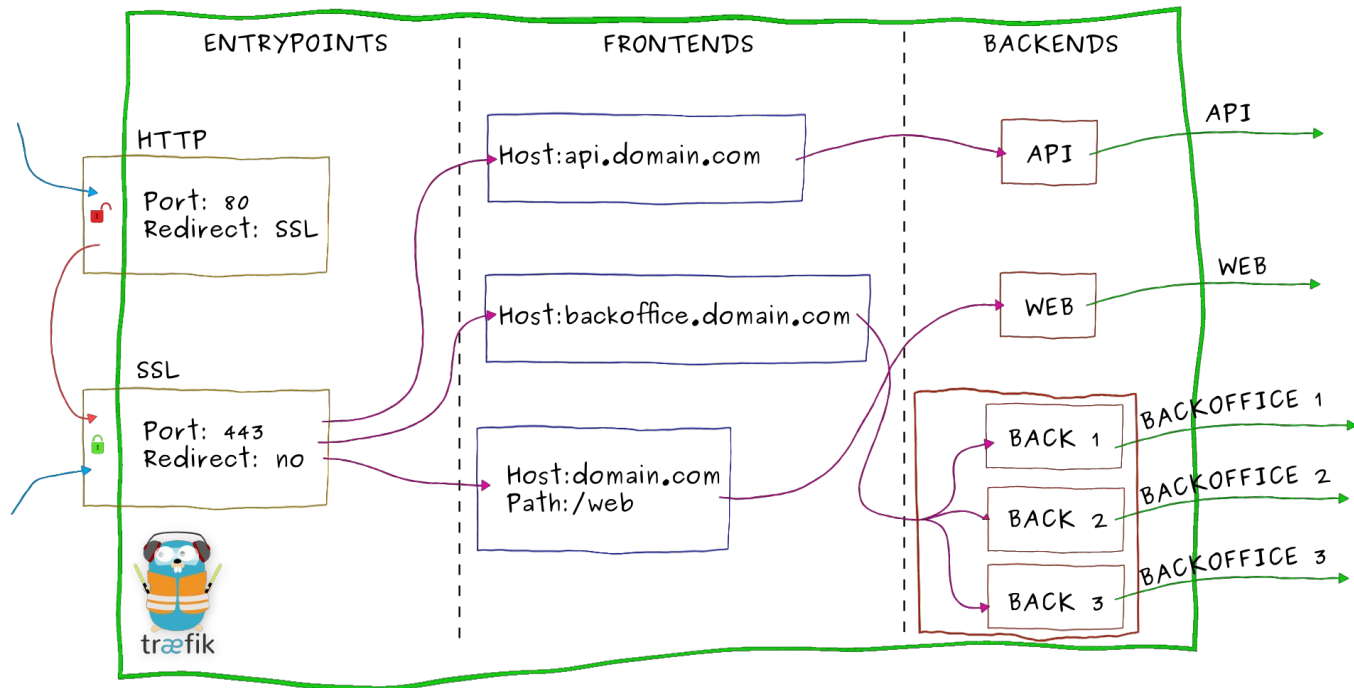 ENTRYPOINTS
FRONTENDS
BACKENDS
HTTP
Port: 80
Redirect: SSL
SSL
Port: 443
Redirect: no
træfik
Host:api.domain.com
Host:backoffice.domain.com
Host:domain.com
Path:/web
API
WEB
BACK 1
BACK 2
BACK 3
API
WEB
BACKOFFICE 1
BACKOFFICE 2
BACKOFFICE 3